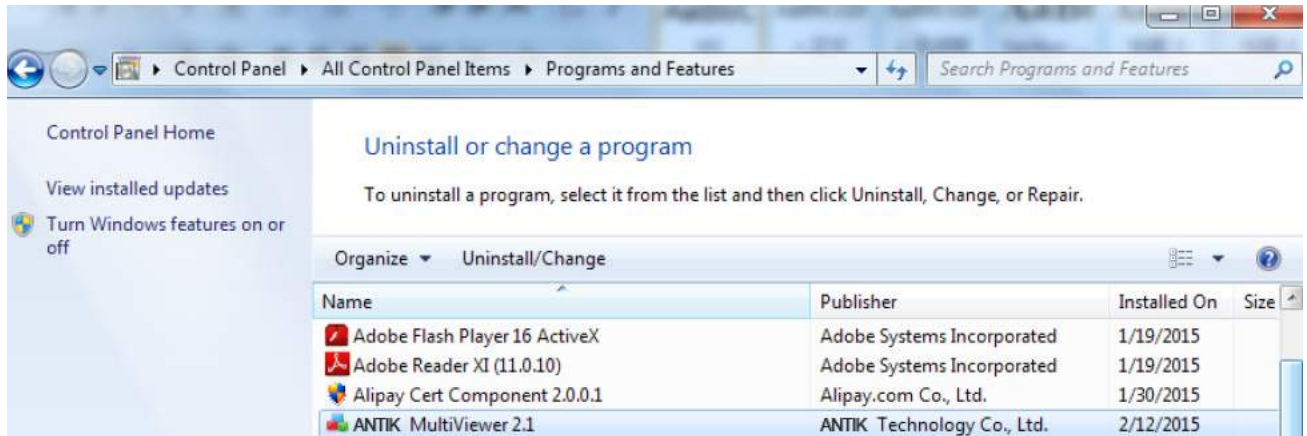 Control Panel ▸ All Control Panel Items ▸ Programs and Features
Search Programs and Features
Control Panel Home
View installed updates
Turn Windows features on or
off
Uninstall or change a program
To uninstall a program, select it from the list and then click Uninstall, Change, or Repair.
Organize Uninstall/Change
Name Publisher Installed On Size
Adobe Flash Player 16 ActiveX Adobe Systems Incorporated 1/19/2015
Adobe Reader XI (11.0.10) Adobe Systems Incorporated 1/19/2015
Alipay Cert Component 2.0.0.1 Alipay.com Co., Ltd. 1/30/2015
ANTIK MultiViewer 2.1 ANTIK Technology Co., Ltd. 2/12/2015